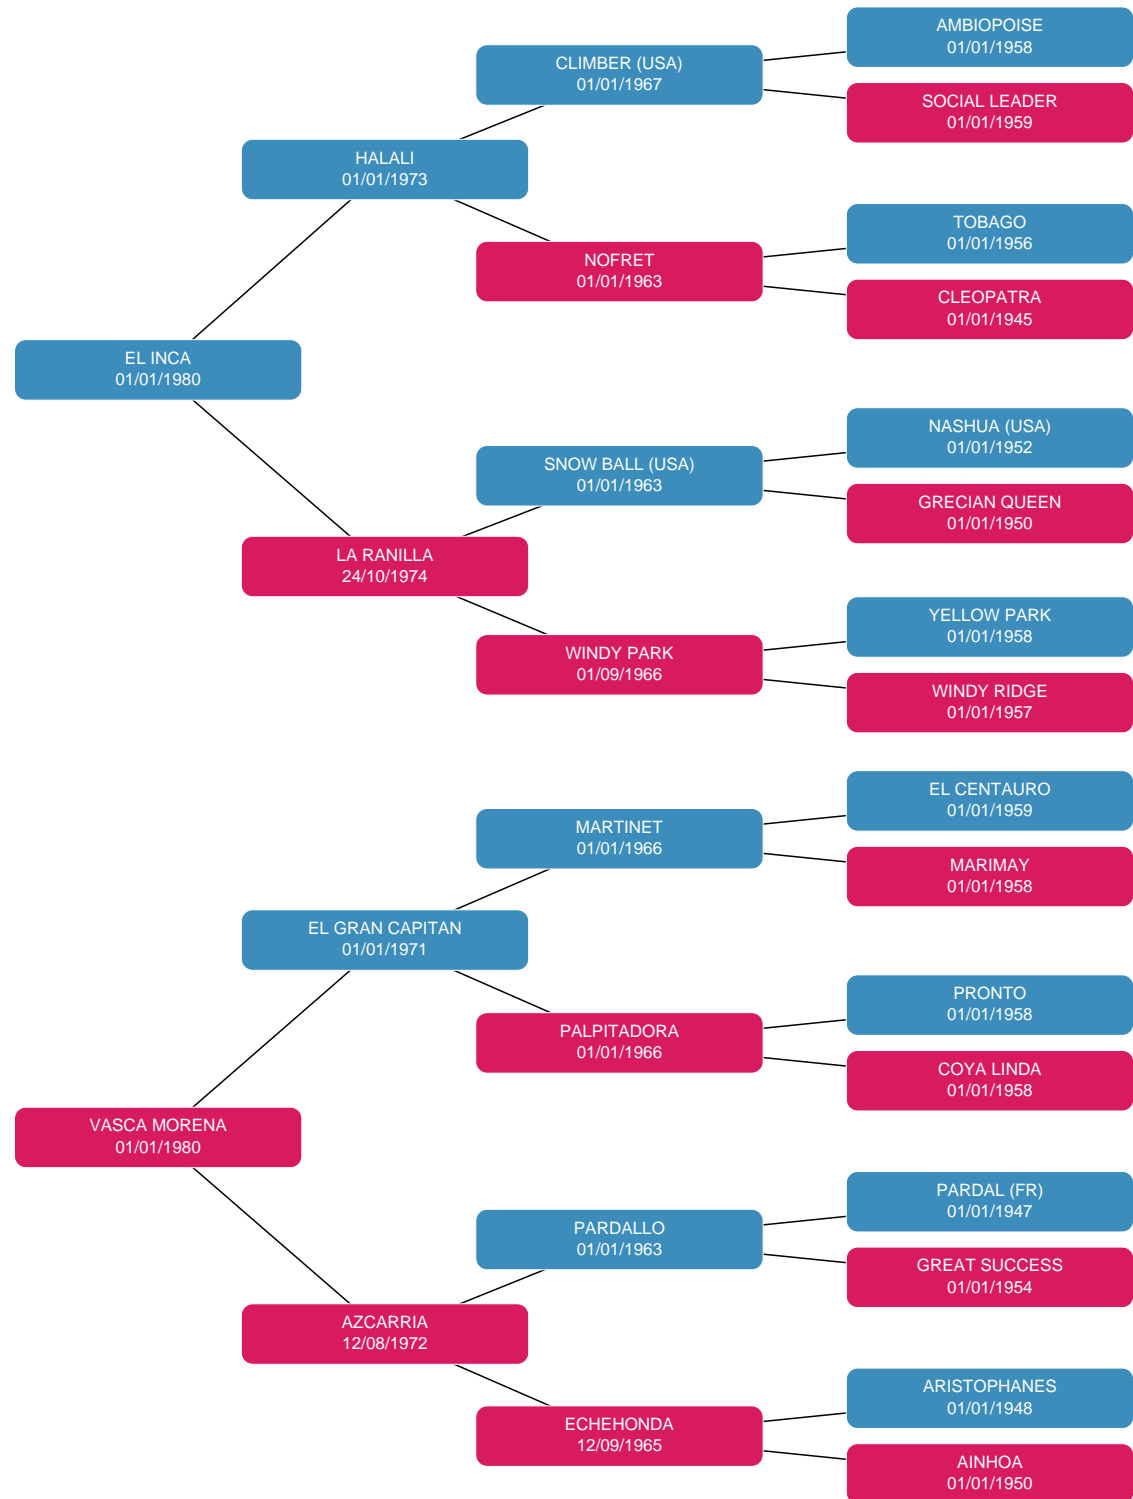 AMBIOPOISE
01/01/1958
CLIMBER (USA)
01/01/1967
SOCIAL LEADER
01/01/1959
HALALI
01/01/1973
TOBAGO
01/01/1956
NOFRET
01/01/1963
CLEOPATRA
01/01/1945
EL INCA
01/01/1980
NASHUA (USA)
01/01/1952
SNOW BALL (USA)
01/01/1963
GRECIAN QUEEN
01/01/1950
LA RANILLA
24/10/1974
YELLOW PARK
01/01/1958
WINDY PARK
01/09/1966
WINDY RIDGE
01/01/1957
EL CENTAURO
01/01/1959
MARTINET
01/01/1966
MARIMAY
01/01/1958
EL GRAN CAPITAN
01/01/1971
PRONTO
01/01/1958
PALPITADORA
01/01/1966
COYA LINDA
01/01/1958
VASCA MORENA
01/01/1980
PARDAL (FR)
01/01/1947
PARDALLO
01/01/1963
GREAT SUCCESS
01/01/1954
AZCARRIA
12/08/1972
ARISTOPHANES
01/01/1948
ECHEHONDA
12/09/1965
AINHOA
01/01/1950